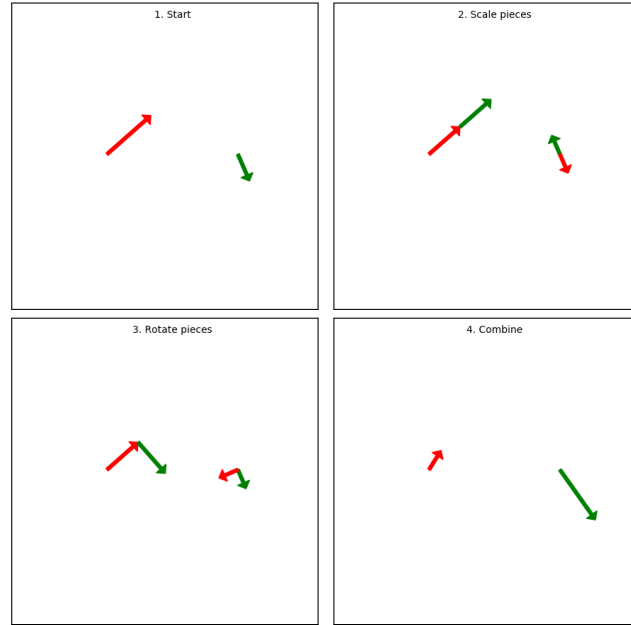 1. Start
2. Scale pieces
3. Rotate pieces
4. Combine